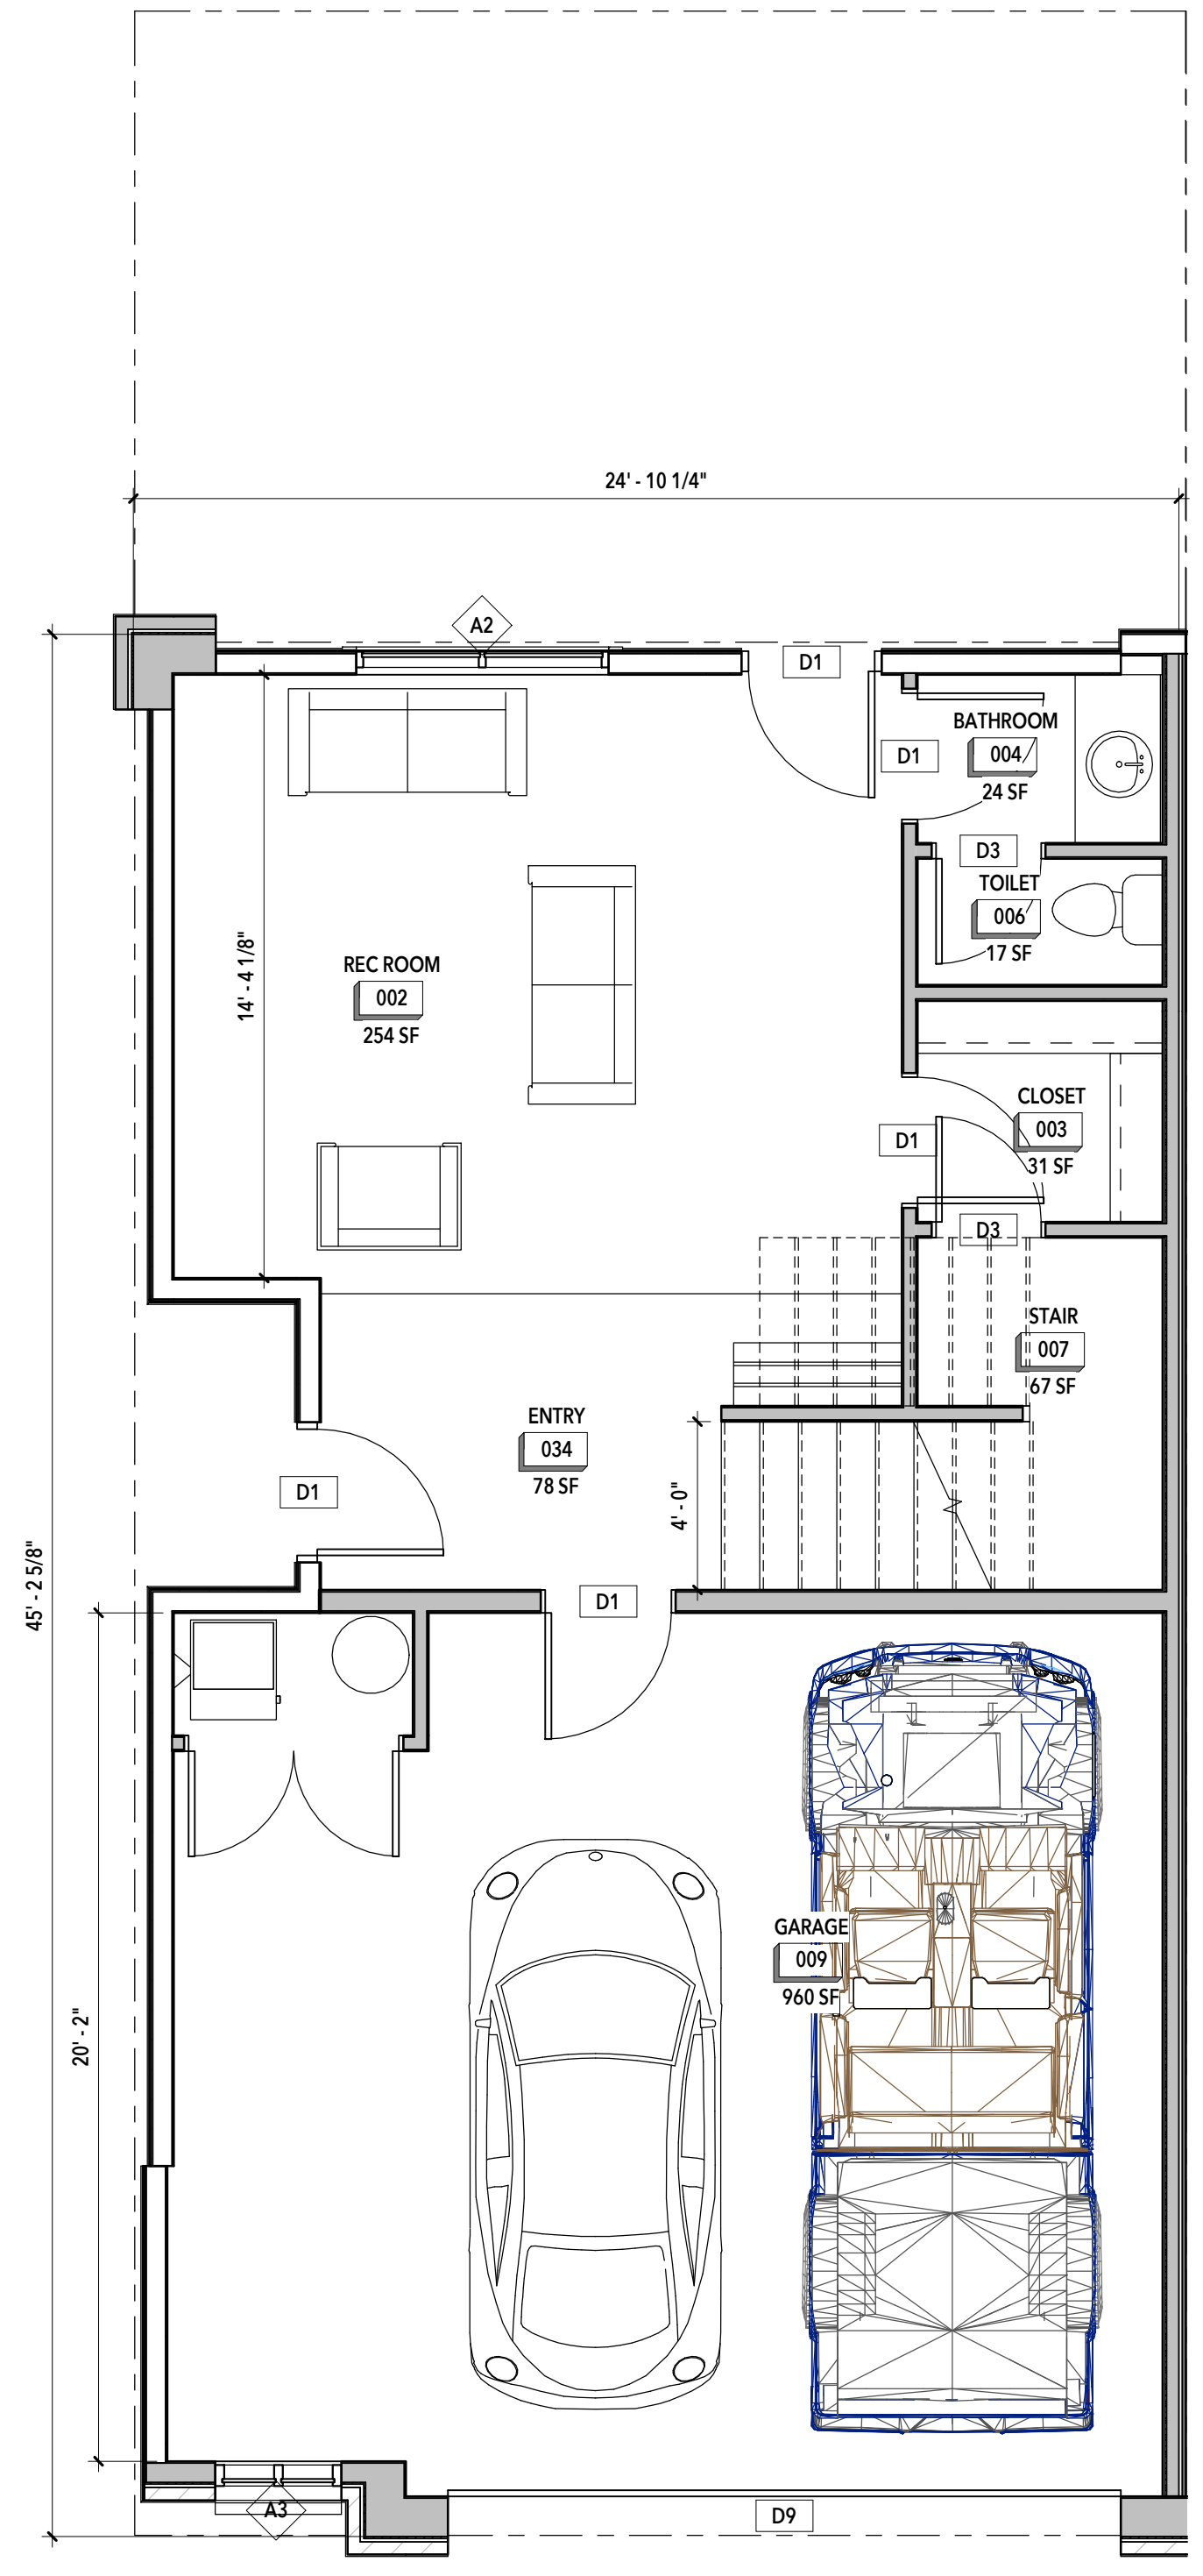 24' - 10 1/4"
A2
D1
BATHROOM
004
24 SF
D1
D3
TOILET
006
17 SF
14' - 4 1/8"
REC ROOM
002
254 SF
CLOSET
003
31 SF
D1
D3
STAIR
007
67 SF
ENTRY
034
78 SF
D1
4' - 0"
45' - 2 5/8"
D1
20' - 2"
GARAGE
009
960 SF
A3
D9